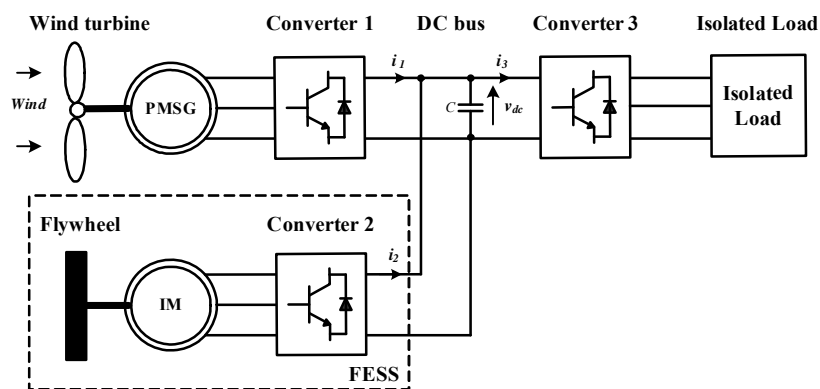 Wind turbine
Converter 1
DC bus
Converter 3
Isolated Load
i1
i3
Wind
PMSG
C
vdc
Isolated
Load
Flywheel
Converter 2
i2
IM
FESS